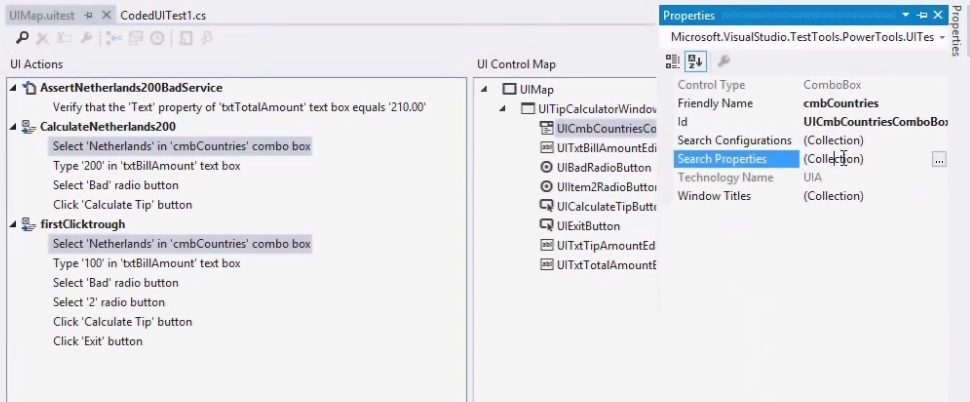 UIMap.uitest
CodedUITest1.cs
UI Actions
AssertNetherlands200BadService
Verify that the 'Text' property of 'txtTotalAmount' text box equals '210.00'
CalculateNetherlands200
Select 'Netherlands' in 'cmbCountries' combo box
Type '200' in 'txtBillAmount' text box
Select 'Bad' radio button
Click 'Calculate Tip' button
firstClicktrough
Select 'Netherlands' in 'cmbCountries' combo box
Type '100' in 'txtBillAmount' text box
Select 'Bad' radio button
Select '2' radio button
Click 'Calculate Tip' button
Click 'Exit' button
UI Control Map
UIMap
UITipCalculatorWindow
UICmbCountriesCo
UITxtBillAmountEdi
UIBadRadioButton
UIItem2RadioButton
UICalculateTipButto
UIExitButton
UITxtTipAmountEdi
UITxtTotalAmountE
Properties
Microsoft.VisualStudio.TestTools.PowerTools.UITes
Control Type ComboBox
Friendly Name cmbCountries
Id UICmbCountriesComboBox
Search Configurations (Collection)
Search Properties (Collection) ...
Technology Name UIA
Window Titles (Collection)
Properties